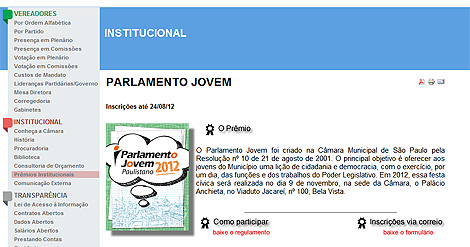 VEREADORES
Por Ordem Alfabética
Por Partido
Presença em Plenário
Presença em Comissões
Votação em Plenário
Votação em Comissões
Custos de Mandato
Lideranças Partidárias/Governo
Mesa Diretora
Corregedoria
Gabinetes
INSTITUCIONAL
Conheça a Câmara
História
Procuradoria
Biblioteca
Consultoria de Orçamento
Prêmios Institucionais
Comunicação Externa
TRANSPARÊNCIA
Lei de Acesso à Informação
Contratos Abertos
Dados Abertos
Salários Abertos
Prestando Contas
INSTITUCIONAL
PARLAMENTO JOVEM
Inscrições até 24/08/12
Parlamento
Jovem 2012
Paulistano
O Prêmio
O Parlamento Jovem foi criado na Câmara Municipal de São Paulo pela
Resolução nº 10 de 21 de agosto de 2001. O principal objetivo é oferecer aos
jovens do Município uma lição de cidadania e democracia, com o exercício, por
um dia, das funções e dos trabalhos do Poder Legislativo. Em 2012, essa festa
cívica será realizada no dia 9 de novembro, na sede da Câmara, o Palácio
Anchieta, no Viaduto Jacareí, nº 100, Bela Vista.
Como participar
baixe o regulamento
Inscrições via correio
baixe o formulário